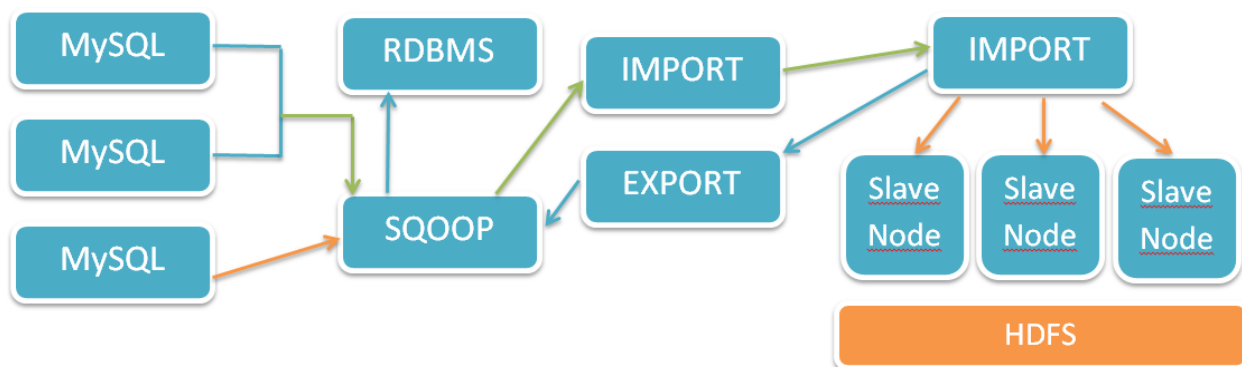 MySQL
MySQL
MySQL
RDBMS
SQOOP
IMPORT
EXPORT
IMPORT
Slave
Node
Slave
Node
Slave
Node
HDFS